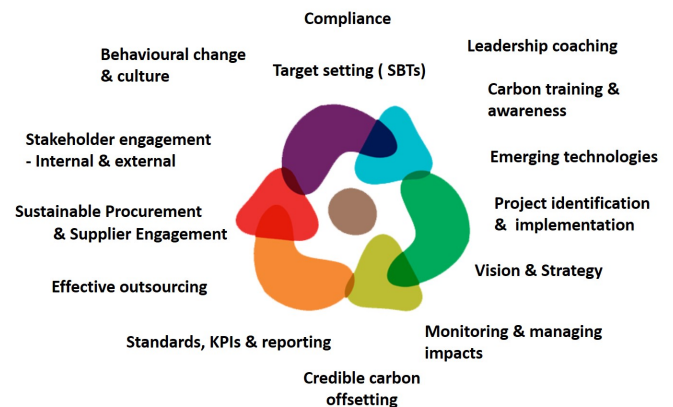 Compliance
Leadership coaching
Behavioural change
& culture
Target setting ( SBTs)
Carbon training &
awareness
Stakeholder engagement
- Internal & external
Emerging technologies
Project identification
& implementation
Sustainable Procurement
& Supplier Engagement
Vision & Strategy
Effective outsourcing
Monitoring & managing
impacts
Standards, KPIs & reporting
Credible carbon
offsetting